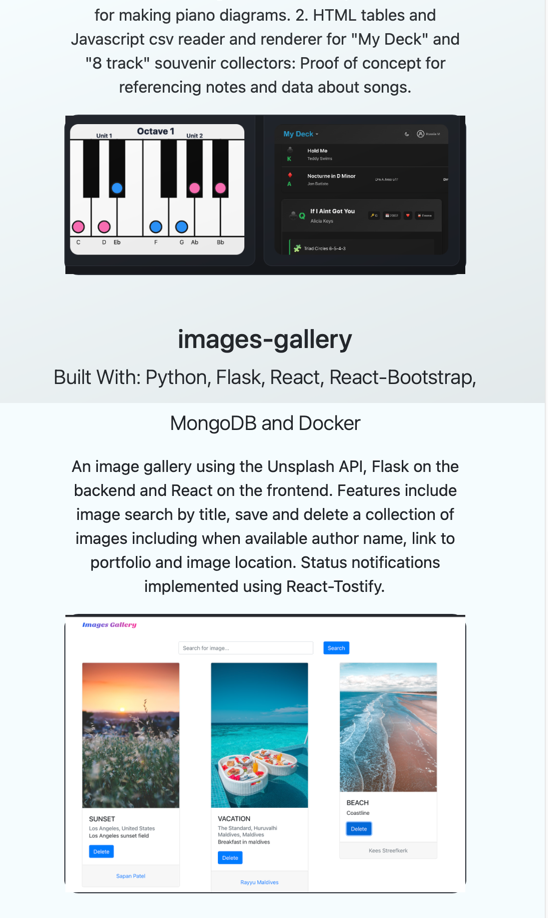 for making piano diagrams. 2. HTML tables and
Javascript csv reader and renderer for "My Deck" and
"8 track" souvenir collectors: Proof of concept for
referencing notes and data about songs.
Octave 1
Unit 1 Unit 2
C D Eb F G Ab Bb
My Deck
Hold Me
Teddy Swims
K
Nocturne in D Minor
A
If I Aint Got You
Q
Alicia Keys
Triad Circles 6-5-4-3
images-gallery
Built With: Python, Flask, React, React-Bootstrap,
MongoDB and Docker
An image gallery using the Unsplash API, Flask on the
backend and React on the frontend. Features include
image search by title, save and delete a collection of
images including when available author name, link to
portfolio and image location. Status notifications
implemented using React-Tostify.
Images Gallery
Search for image... Search
SUNSET
Los Angeles, United States
Los Angeles sunset field
Delete
Sapan Patel
VACATION
The Standard, Huruvalhi
Maldives, Maldives
Breakfast in maldives
Delete
Rayyu Maldives
BEACH
Coastline
Delete
Kees Streefkerk